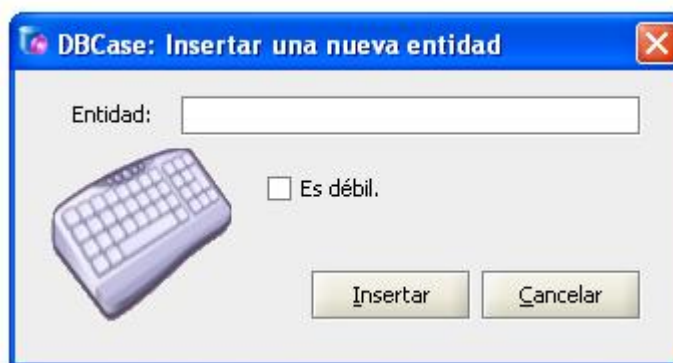 DBCase: Insertar una nueva entidad
Entidad:
Es débil.
Insertar Cancelar